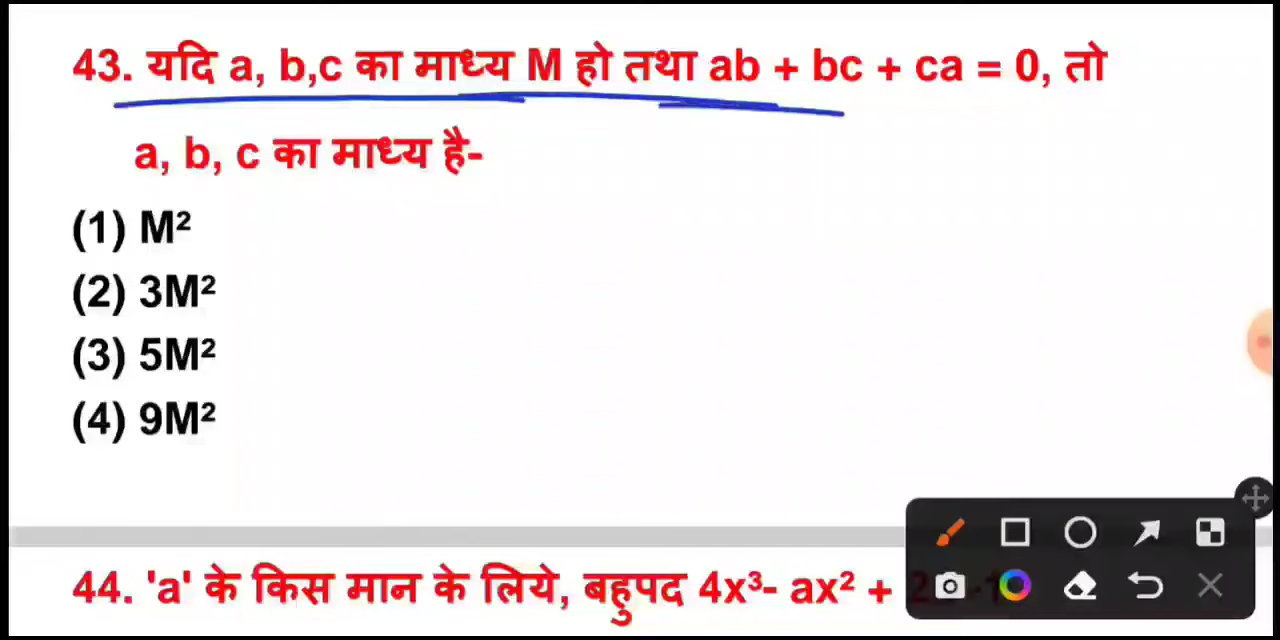 43. यदि a, b,c का माध्य M हो तथा ab + bc + ca = 0, तो
a, b, c का माध्य है-
(1) M²
(2) 3M²
(3) 5M²
(4) 9M²
44. 'a' के किस मान के लिये, बहुपद 4x³- ax² +